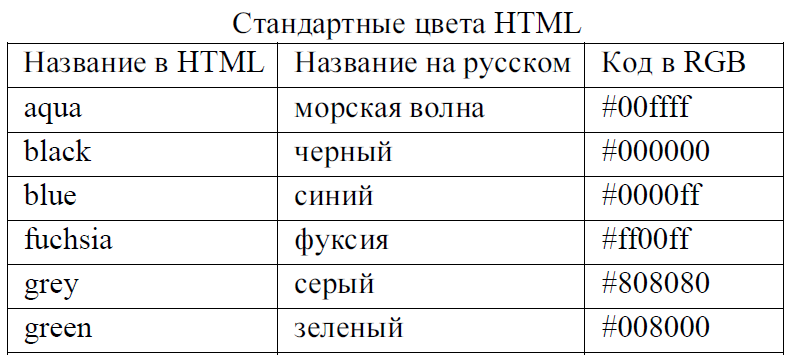 Стандартные цвета HTML
Название в HTML Название на русском Код в RGB
aqua морская волна #00ffff
black черный #000000
blue синий #0000ff
fuchsia фуксия #ff00ff
grey серый #808080
green зеленый #008000